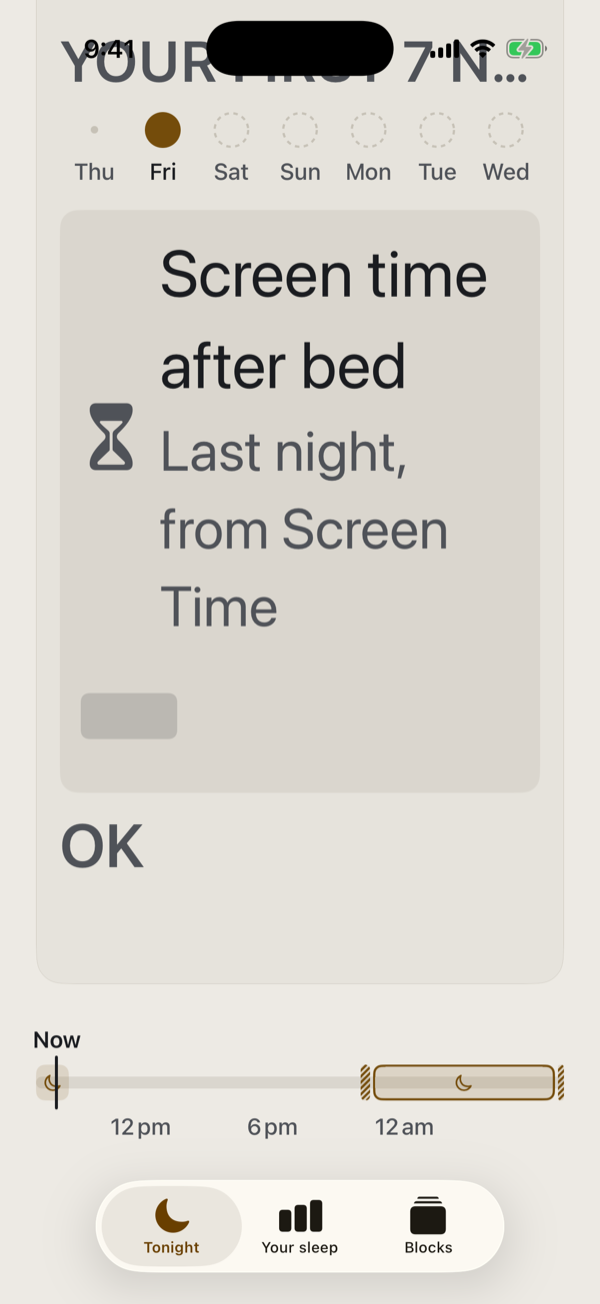 9:41
YOUR FIRST 7 N…
Thu Fri Sat Sun Mon Tue Wed
Screen time
after bed
Last night,
from Screen
Time
OK
Now
12 pm 6 pm 12 am
Tonight Your sleep Blocks